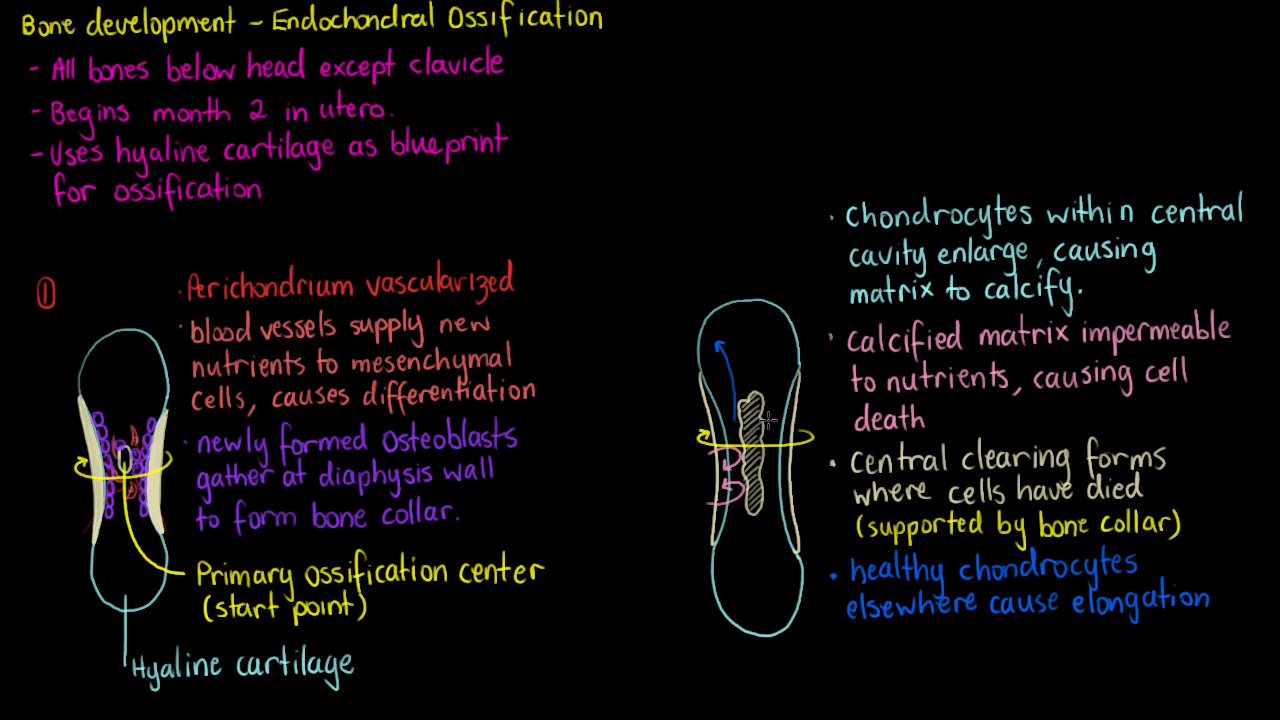 Bone development - Endochondral Ossification
- All bones below head except clavicle
- Begins month 2 in utero.
- Uses hyaline cartilage as blueprint
for ossification
①
· Perichondrium vascularized
· blood vessels supply new
nutrients to mesenchymal
cells, causes differentiation
· newly formed osteoblasts
gather at diaphysis wall
to form bone collar.
Primary ossification center
(start point)
Hyaline cartilage
· chondrocytes within central
cavity enlarge, causing
matrix to calcify.
· calcified matrix impermeable
to nutrients, causing cell
death
· central clearing forms
where cells have died
(supported by bone collar)
· healthy chondrocytes
elsewhere cause elongation